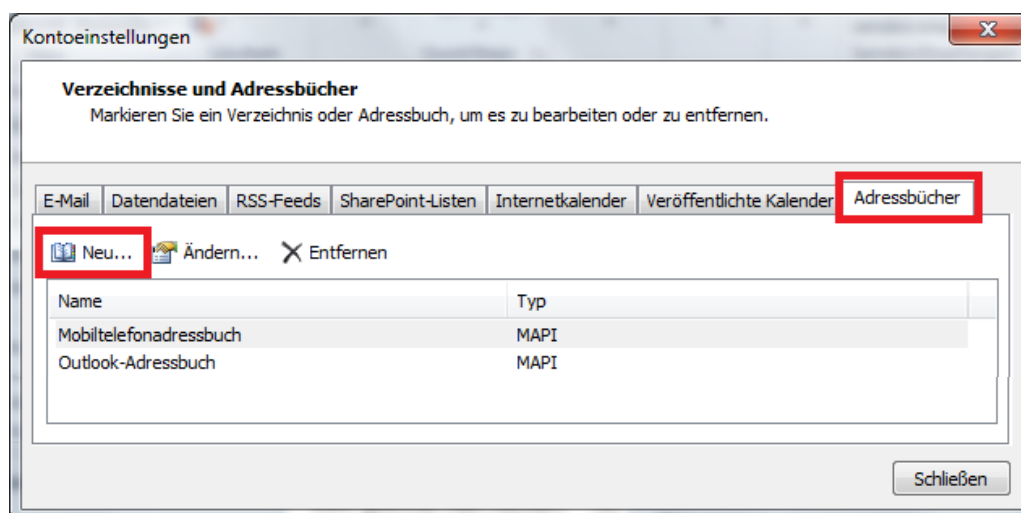 Kontoeinstellungen
Verzeichnisse und Adressbücher
Markieren Sie ein Verzeichnis oder Adressbuch, um es zu bearbeiten oder zu entfernen.
E-Mail Datendateien RSS-Feeds SharePoint-Listen Internetkalender Veröffentlichte Kalender Adressbücher
Neu... Ändern... Entfernen
Name Typ
Mobiltelefonadressbuch MAPI
Outlook-Adressbuch MAPI
Schließen